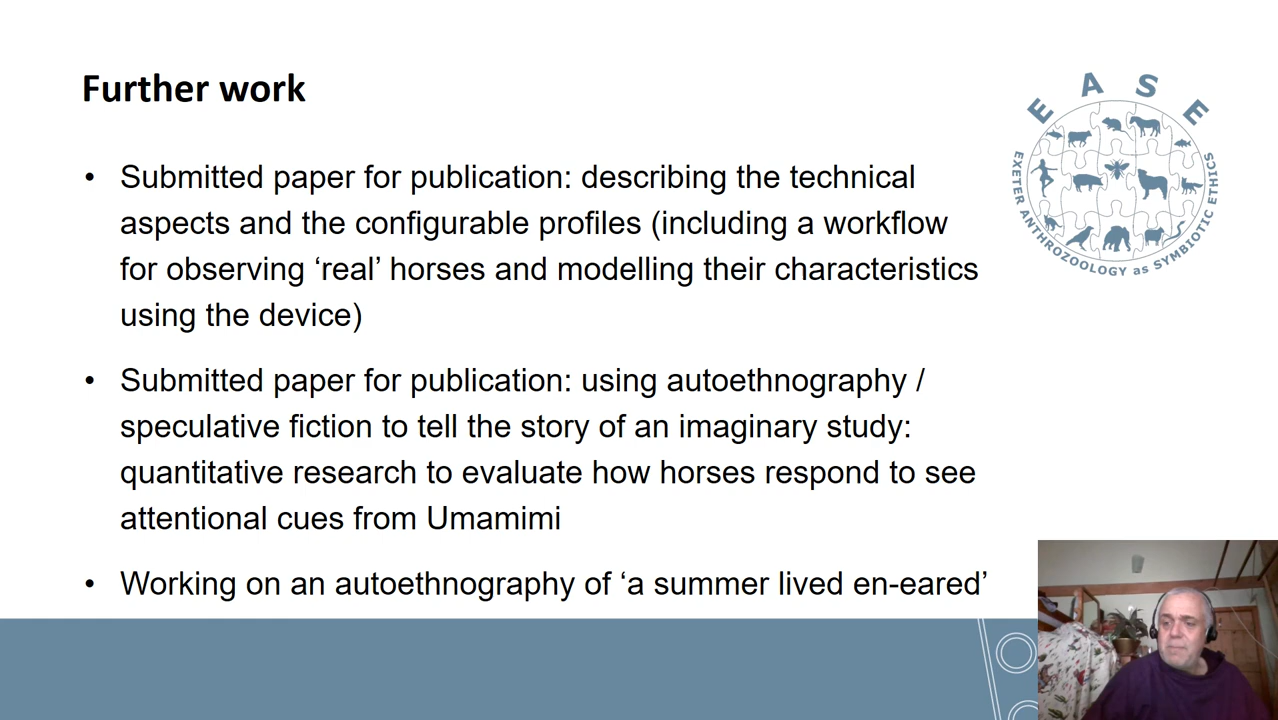 Further work
E A S E
EXETER ANTHROZOOLOGY as SYMBIOTIC ETHICS
• Submitted paper for publication: describing the technical
aspects and the configurable profiles (including a workflow
for observing ‘real’ horses and modelling their characteristics
using the device)
• Submitted paper for publication: using autoethnography /
speculative fiction to tell the story of an imaginary study:
quantitative research to evaluate how horses respond to see
attentional cues from Umamimi
• Working on an autoethnography of ‘a summer lived en-eared’